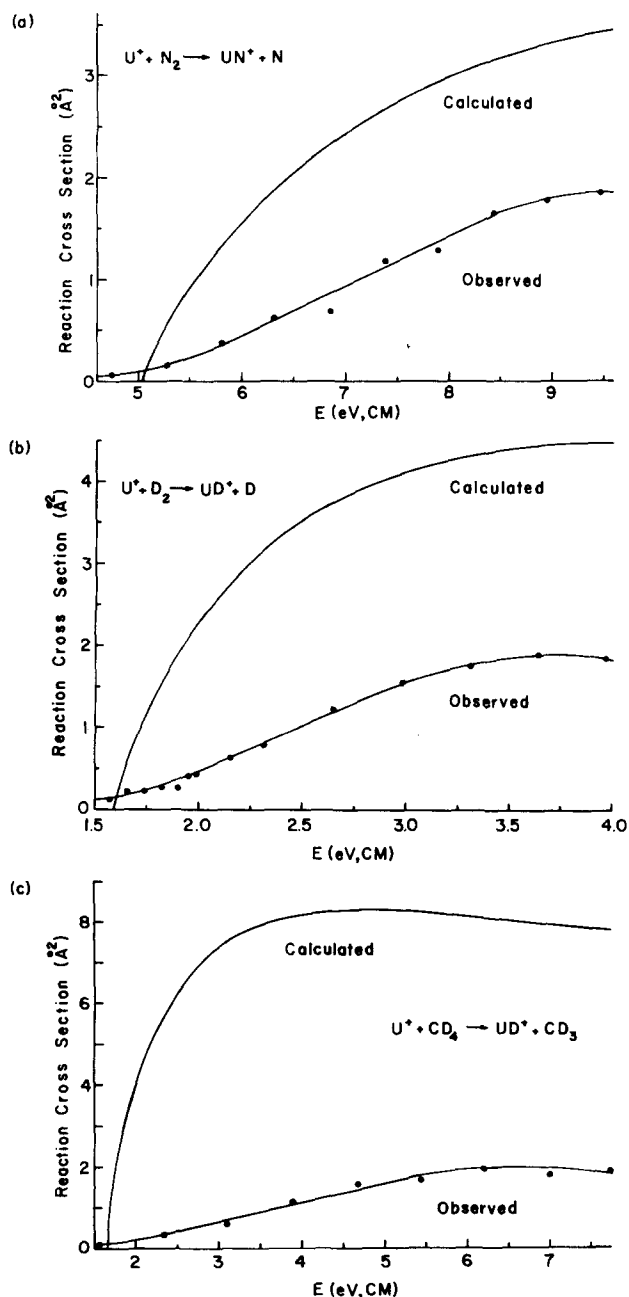 (a)
U⁺ + N₂ ⟶ UN⁺ + N
Calculated
Observed
Reaction Cross Section (Å²)
3
2
1
0
5
6
7
8
9
E (eV, CM)
(b)
U⁺ + D₂ ⟶ UD⁺ + D
Calculated
Observed
Reaction Cross Section (Å²)
4
3
2
1
0
1.5
2.0
2.5
3.0
3.5
4.0
E (eV, CM)
(c)
Calculated
U⁺ + CD₄ ⟶ UD⁺ + CD₃
Observed
Reaction Cross Section (Å²)
8
6
4
2
0
2
3
4
5
6
7
E (eV, CM)